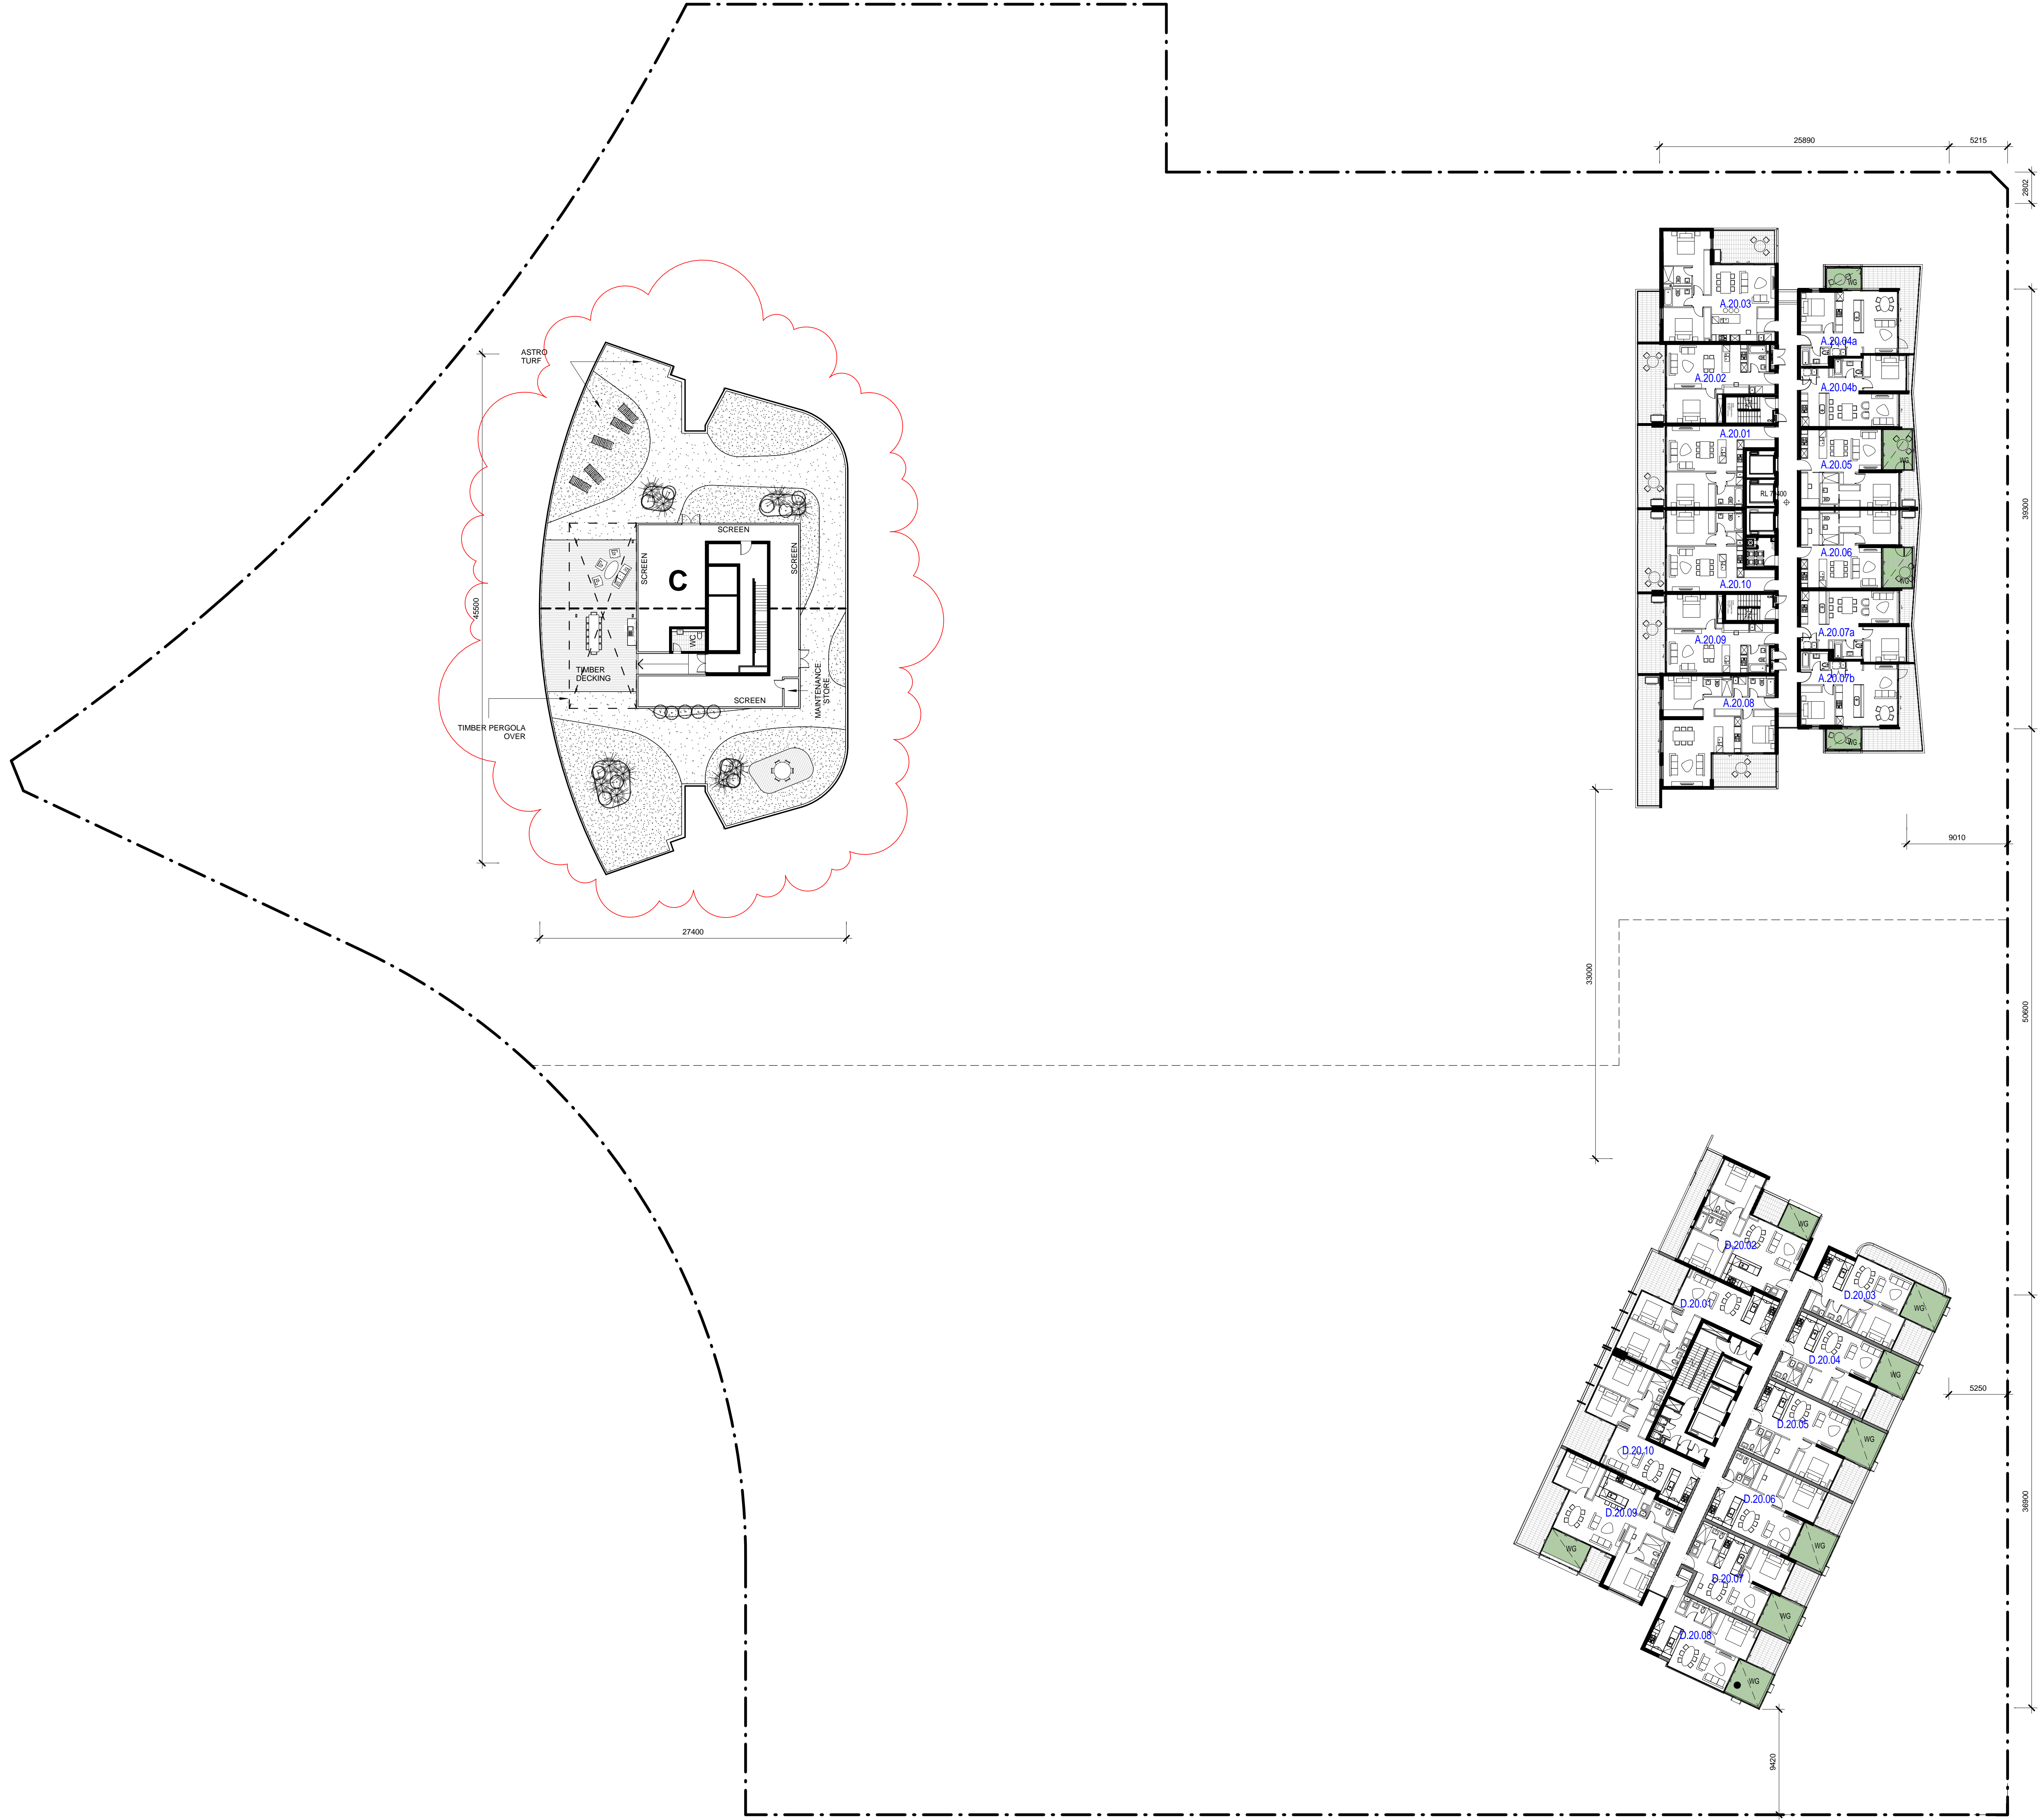 25890
5215
2802
39300
50600
36900
A.20.03
WG
A.20.04a
A.20.02
A.20.04b
A.20.01
A.20.05
WG
A.20.06
WG
A.20.10
A.20.09
A.20.07a
A.20.07b
A.20.08
WG
9010
33000
ASTRO
TURF
SCREEN
SCREEN
SCREEN
C
WC
45500
TIMBER
DECKING
SCREEN
MAINTENANCE
STORE
TIMBER PERGOLA
OVER
27400
WG
D.20.02
D.20.01
D.20.03
WG
D.20.04
WG
5250
D.20.05
WG
D.20.10
D.20.06
WG
D.20.09
WG
D.20.07
WG
D.20.08
WG
9420